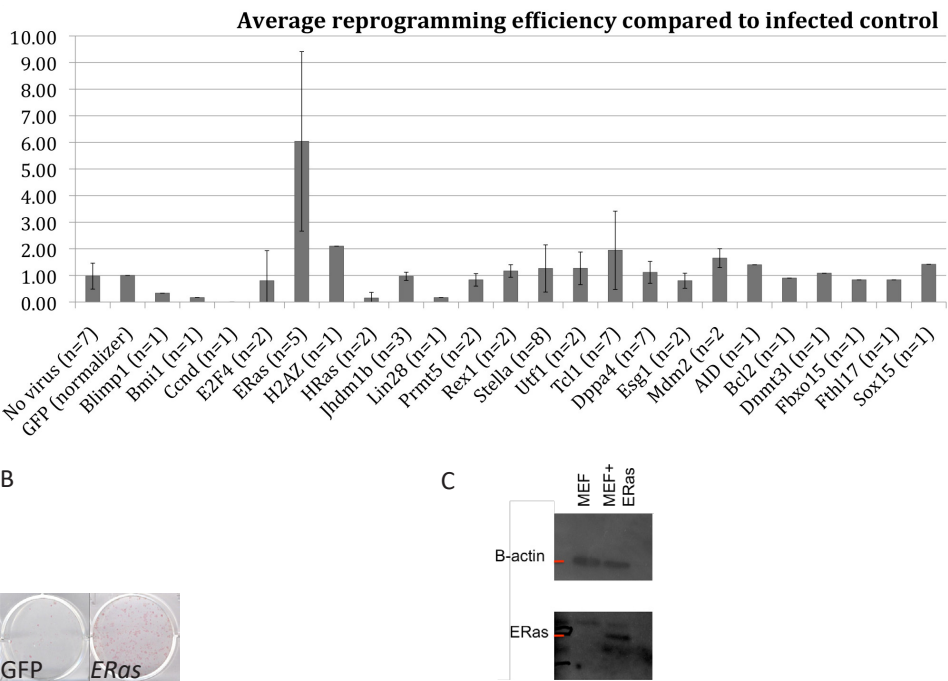 Average reprogramming efficiency compared to infected control
10.00
9.00
8.00
7.00
6.00
5.00
4.00
3.00
2.00
1.00
0.00
No virus (n=7)
GFP (normalizer)
Blimp1 (n=1)
Bmi1 (n=1)
Ccnd (n=1)
E2F4 (n=2)
ERas (n=5)
H2AZ (n=1)
HRas (n=2)
Jhdm1b (n=3)
Lin28 (n=1)
Prmt5 (n=2)
Rex1 (n=2)
Stella (n=8)
Utf1 (n=2)
Tcl1 (n=7)
Dppa4 (n=7)
Esg1 (n=2)
Mdm2 (n=2
AID (n=1)
Bcl2 (n=1)
Dnmt3l (n=1)
Fbxo15 (n=1)
Fthl17 (n=1)
Sox15 (n=1)
B
GFP
ERas
C
MEF
MEF+
ERas
B-actin
ERas